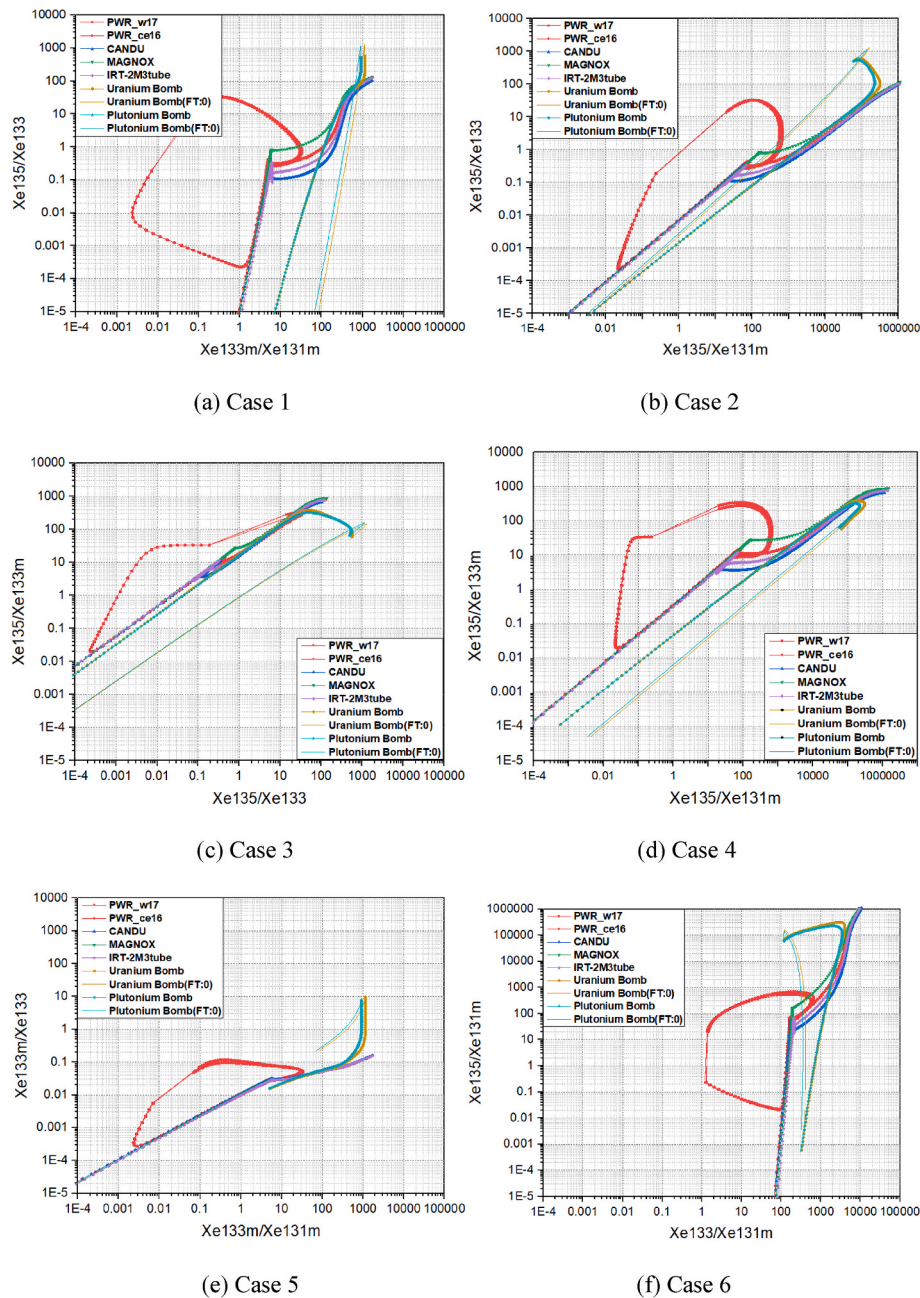 PWR_w17
PWR_ce16
CANDU
MAGNOX
IRT-2M3tube
Uranium Bomb
Uranium Bomb(FT:0)
Plutonium Bomb
Plutonium Bomb(FT:0)
10000
1000
100
10
1
0.1
0.01
0.001
1E-4
1E-5
Xe135/Xe133
1E-4 0.001 0.01 0.1 1 10 100 1000 10000 100000
Xe133m/Xe131m
(a) Case 1
PWR_w17
PWR_ce16
CANDU
MAGNOX
IRT-2M3tube
Uranium Bomb
Uranium Bomb(FT:0)
Plutonium Bomb
Plutonium Bomb(FT:0)
10000
1000
100
10
1
0.1
0.01
0.001
1E-4
1E-5
Xe135/Xe133
1E-4 0.01 1 100 10000 1000000
Xe135/Xe131m
(b) Case 2
10000
1000
100
10
1
0.1
0.01
0.001
1E-4
1E-5
Xe135/Xe133m
PWR_w17
PWR_ce16
CANDU
MAGNOX
IRT-2M3tube
Uranium Bomb
Uranium Bomb(FT:0)
Plutonium Bomb
Plutonium Bomb(FT:0)
1E-4 0.001 0.01 0.1 1 10 100 1000 10000 100000
Xe135/Xe133
(c) Case 3
10000
1000
100
10
1
0.1
0.01
0.001
1E-4
1E-5
Xe135/Xe133m
PWR_w17
PWR_ce16
CANDU
MAGNOX
IRT-2M3tube
Uranium Bomb
Uranium Bomb(FT:0)
Plutonium Bomb
Plutonium Bomb(FT:0)
1E-4 0.01 1 100 10000 1000000
Xe135/Xe131m
(d) Case 4
PWR_w17
PWR_ce16
CANDU
MAGNOX
IRT-2M3tube
Uranium Bomb
Uranium Bomb(FT:0)
Plutonium Bomb
Plutonium Bomb(FT:0)
10000
1000
100
10
1
0.1
0.01
0.001
1E-4
1E-5
Xe133m/Xe133
1E-4 0.001 0.01 0.1 1 10 100 1000 10000 100000
Xe133m/Xe131m
(e) Case 5
PWR_w17
PWR_ce16
CANDU
MAGNOX
IRT-2M3tube
Uranium Bomb
Uranium Bomb(FT:0)
Plutonium Bomb
Plutonium Bomb(FT:0)
1000000
100000
10000
1000
100
10
1
0.1
0.01
0.001
1E-4
1E-5
Xe135/Xe131m
1E-4 0.001 0.01 0.1 1 10 100 1000 10000 100000
Xe133/Xe131m
(f) Case 6